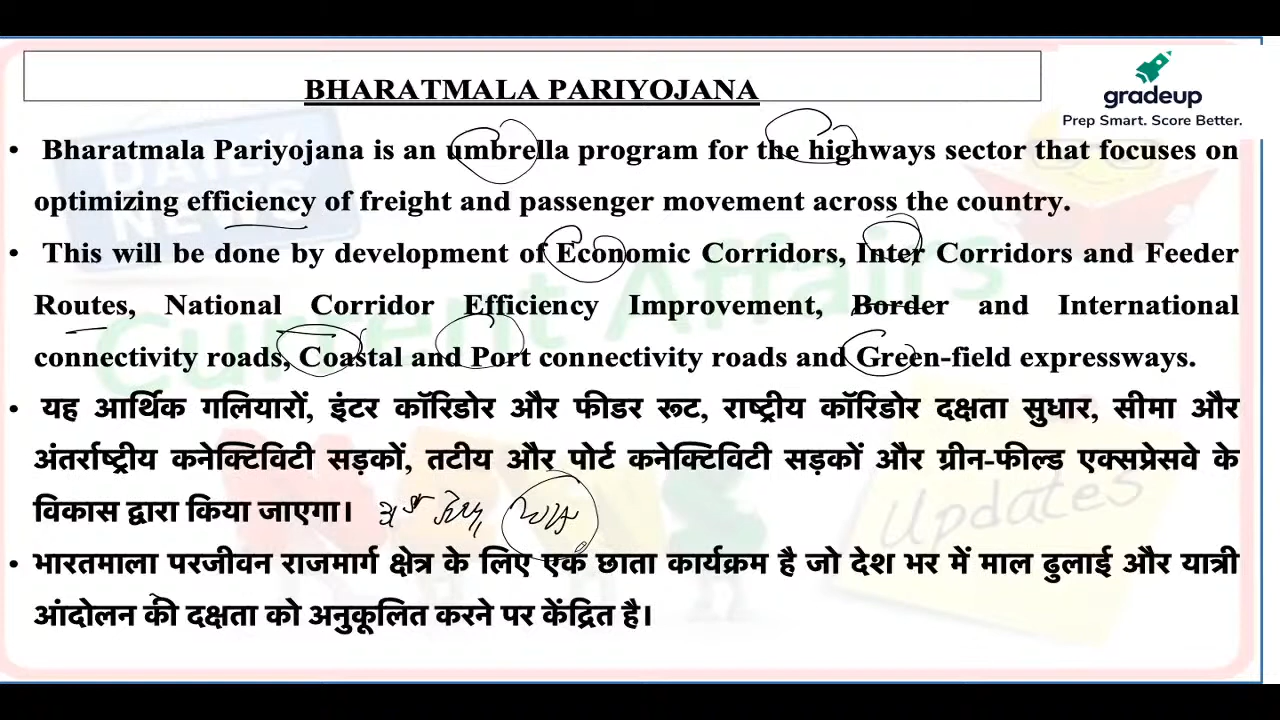 BHARATMALA PARIYOJANA
gradeup
Prep Smart. Score Better.
• Bharatmala Pariyojana is an umbrella program for the highways sector that focuses on
optimizing efficiency of freight and passenger movement across the country.
• This will be done by development of Economic Corridors, Inter Corridors and Feeder
Routes, National Corridor Efficiency Improvement, Border and International
connectivity roads, Coastal and Port connectivity roads and Green-field expressways.
• यह आर्थिक गलियारों, इंटर कॉरिडोर और फीडर रूट, राष्ट्रीय कॉरिडोर दक्षता सुधार, सीमा और
अंतर्राष्ट्रीय कनेक्टिविटी सड़कों, तटीय और पोर्ट कनेक्टिविटी सड़कों और ग्रीन-फील्ड एक्सप्रेसवे के
विकास द्वारा किया जाएगा।
• भारतमाला परजीवन राजमार्ग क्षेत्र के लिए एक छाता कार्यक्रम है जो देश भर में माल ढुलाई और यात्री
आंदोलन की दक्षता को अनुकूलित करने पर केंद्रित है।
DAILY
NEWS
Current Affairs
Updates